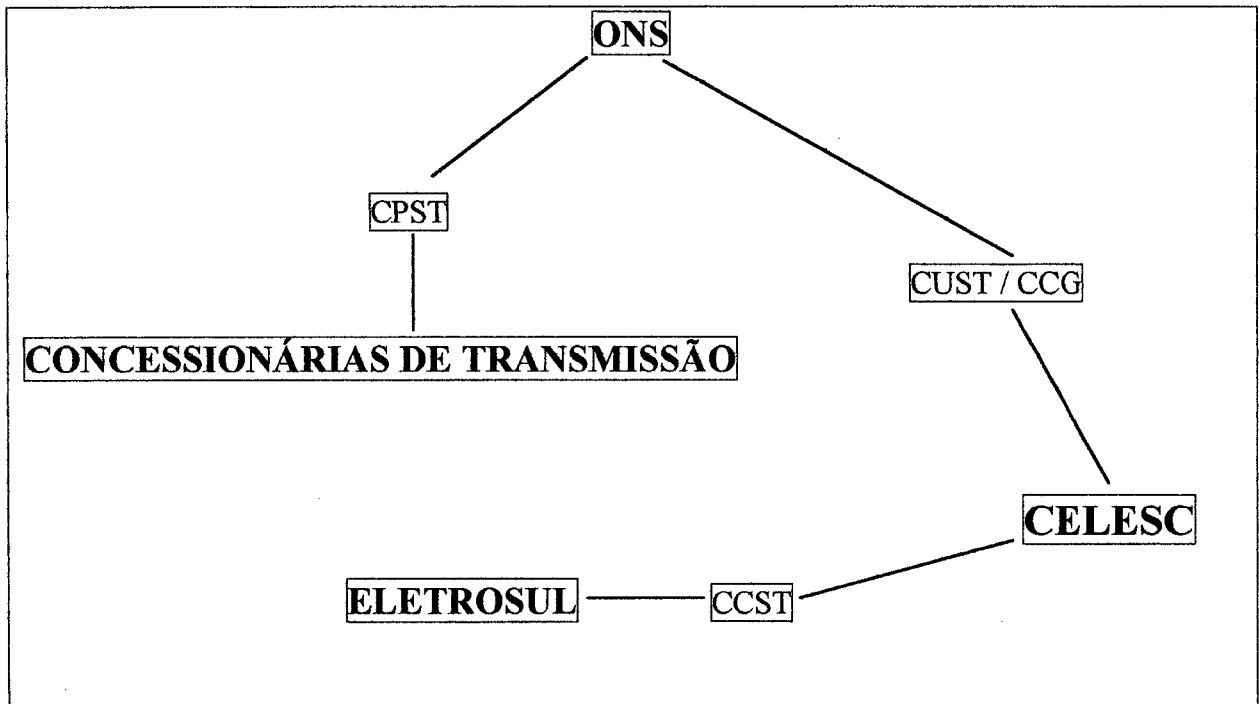 ONS
CPST
CUST / CCG
CONCESSIONÁRIAS DE TRANSMISSÃO
CELESC
ELETROSUL
CCST